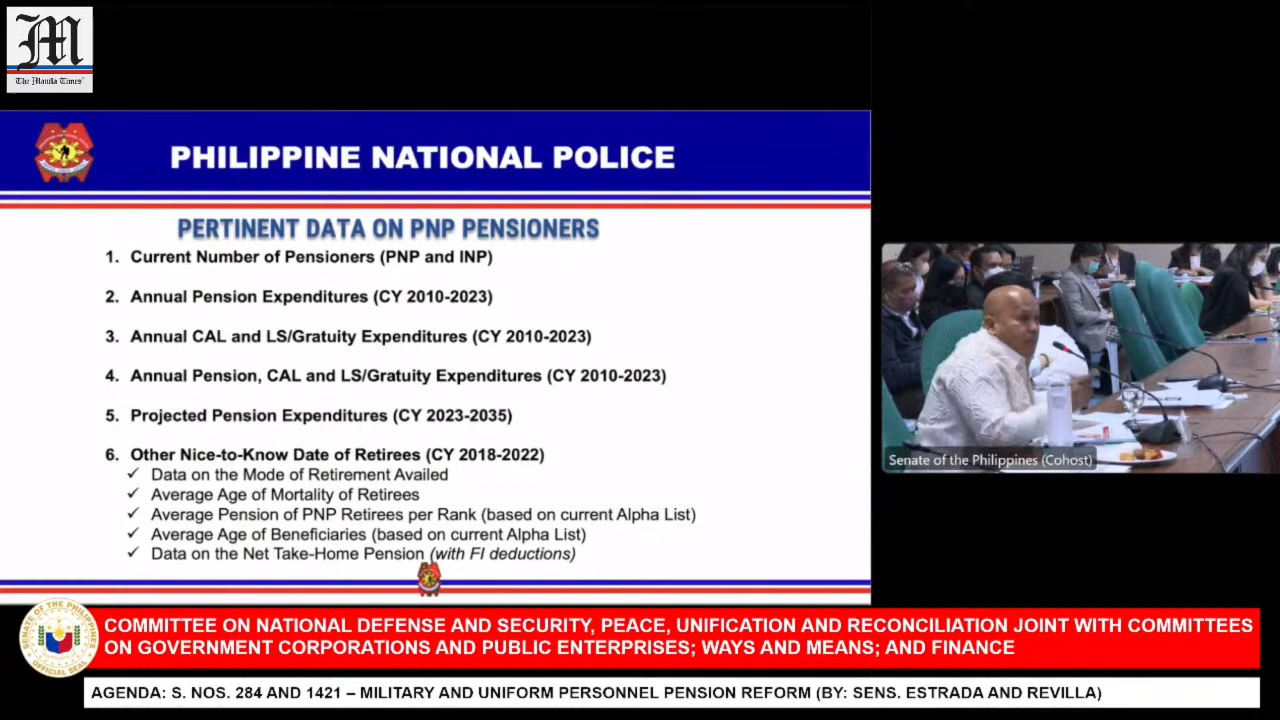 M
The Manila Times
PHILIPPINE NATIONAL POLICE
PERTINENT DATA ON PNP PENSIONERS
1. Current Number of Pensioners (PNP and INP)
2. Annual Pension Expenditures (CY 2010-2023)
3. Annual CAL and LS/Gratuity Expenditures (CY 2010-2023)
4. Annual Pension, CAL and LS/Gratuity Expenditures (CY 2010-2023)
5. Projected Pension Expenditures (CY 2023-2035)
6. Other Nice-to-Know Date of Retirees (CY 2018-2022)
✓ Data on the Mode of Retirement Availed
✓ Average Age of Mortality of Retirees
✓ Average Pension of PNP Retirees per Rank (based on current Alpha List)
✓ Average Age of Beneficiaries (based on current Alpha List)
✓ Data on the Net Take-Home Pension (with FI deductions)
Senate of the Philippines (Cohost)
SENATE OF THE PHILIPPINES
OFFICIAL SEAL
COMMITTEE ON NATIONAL DEFENSE AND SECURITY, PEACE, UNIFICATION AND RECONCILIATION JOINT WITH COMMITTEES
ON GOVERNMENT CORPORATIONS AND PUBLIC ENTERPRISES; WAYS AND MEANS; AND FINANCE
AGENDA: S. NOS. 284 AND 1421 – MILITARY AND UNIFORM PERSONNEL PENSION REFORM (BY: SENS. ESTRADA AND REVILLA)